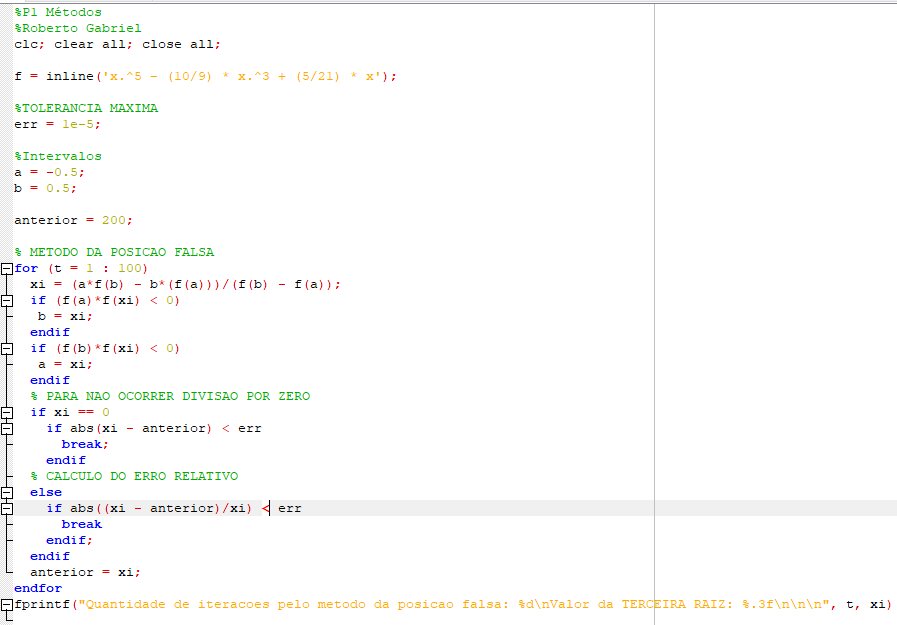 %P1 Métodos
%Roberto Gabriel
clc; clear all; close all;
f = inline('x.^5 - (10/9) * x.^3 + (5/21) * x');
%TOLERANCIA MAXIMA
err = 1e-5;
%Intervalos
a = -0.5;
b = 0.5;
anterior = 200;
% METODO DA POSICAO FALSA
for (t = 1 : 100)
xi = (a*f(b) - b*(f(a)))/(f(b) - f(a));
if (f(a)*f(xi) < 0)
b = xi;
endif
if (f(b)*f(xi) < 0)
a = xi;
endif
% PARA NAO OCORRER DIVISAO POR ZERO
if xi == 0
if abs(xi - anterior) < err
break;
endif
% CALCULO DO ERRO RELATIVO
else
if abs((xi - anterior)/xi) < err
break
endif;
endif
anterior = xi;
endfor
fprintf("Quantidade de iteracoes pelo metodo da posicao falsa: %d\nValor da TERCEIRA RAIZ: %.3f\n\n\n", t, xi)